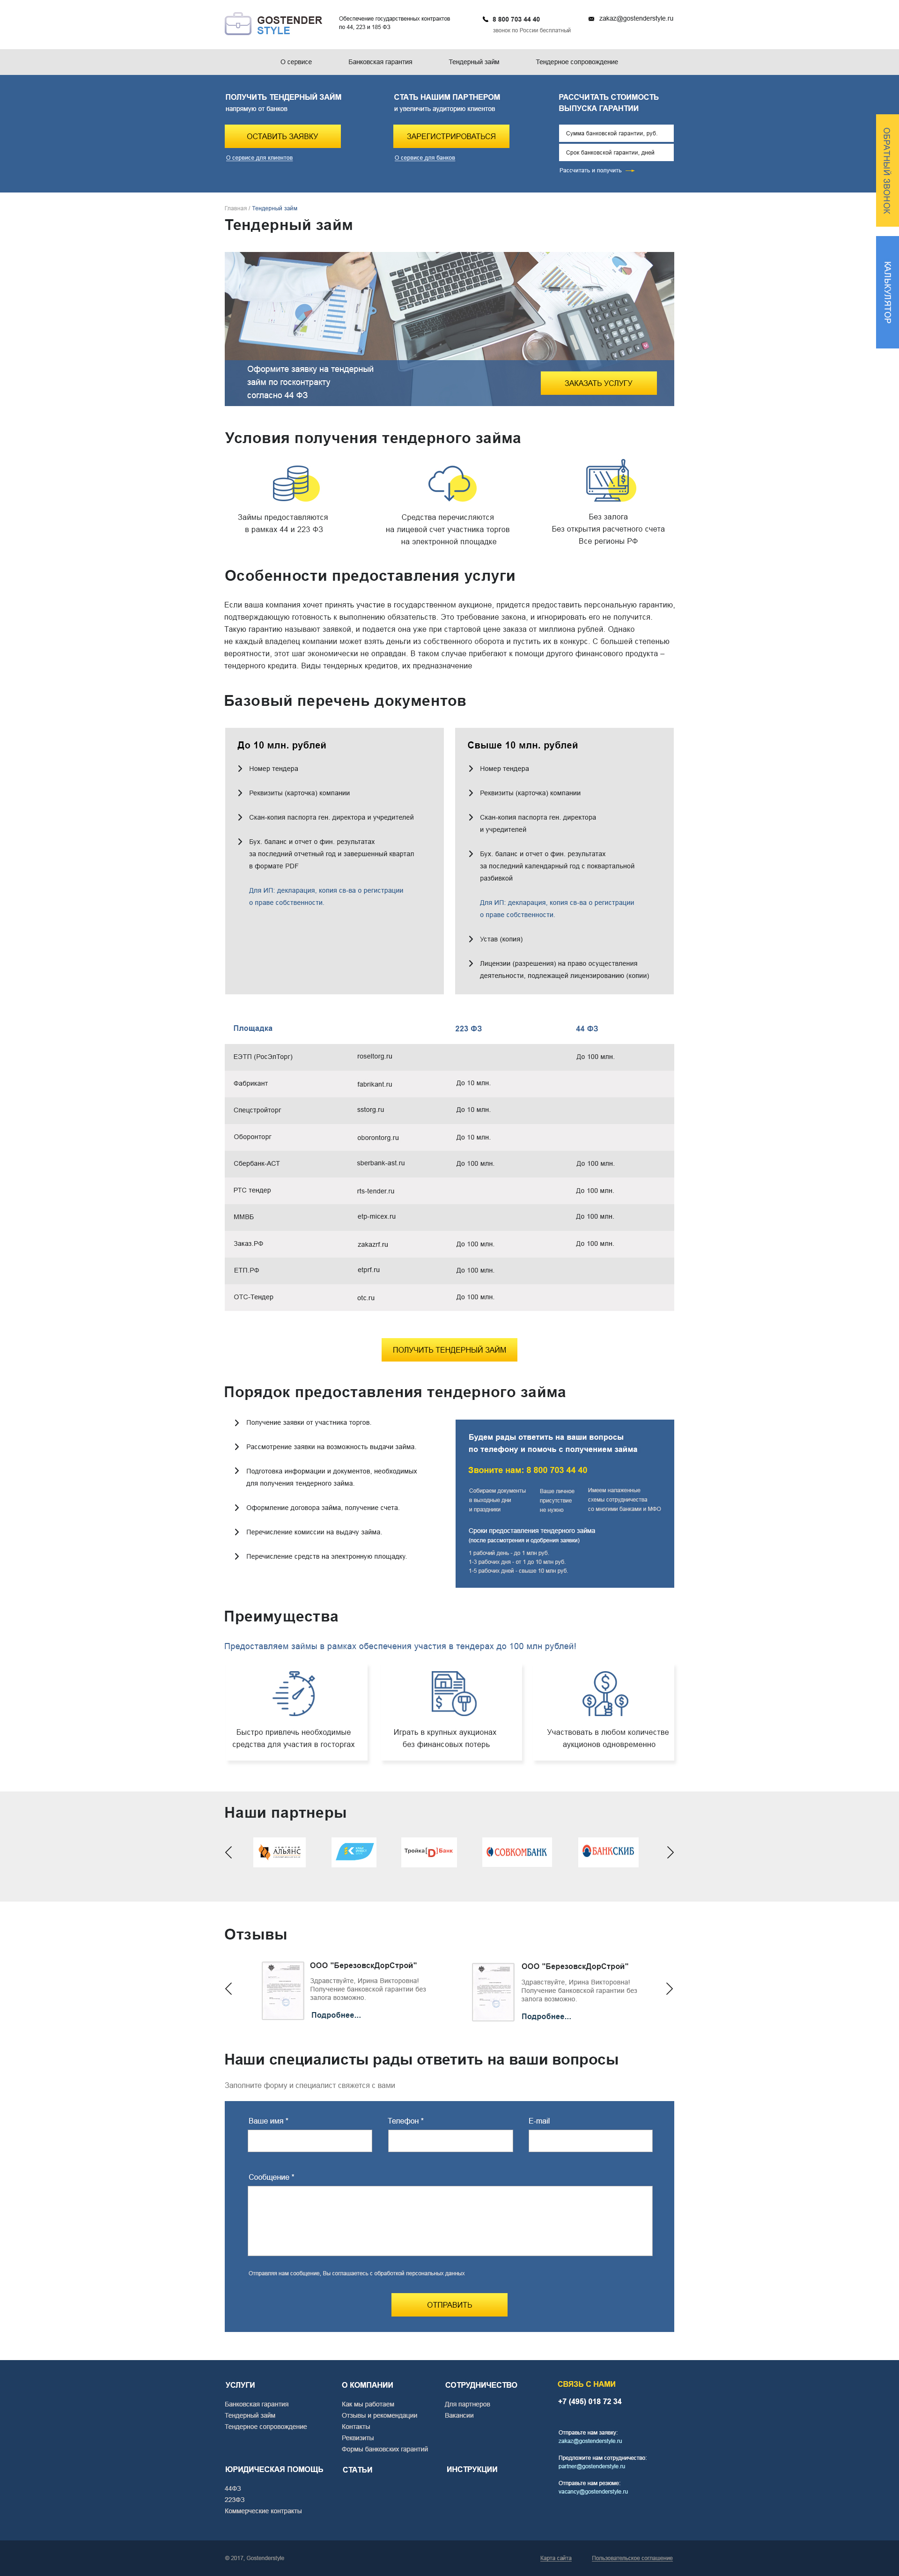 GOSTENDER
STYLE
Обеспечение государственных контрактов
по 44, 223 и 185 ФЗ
8 800 703 44 40
звонок по России бесплатный
zakaz@gostenderstyle.ru
О сервисе
Банковская гарантия
Тендерный займ
Тендерное сопровождение
ПОЛУЧИТЬ ТЕНДЕРНЫЙ ЗАЙМ
напрямую от банков
ОСТАВИТЬ ЗАЯВКУ
О сервисе для клиентов
СТАТЬ НАШИМ ПАРТНЕРОМ
и увеличить аудиторию клиентов
ЗАРЕГИСТРИРОВАТЬСЯ
О сервисе для банков
РАССЧИТАТЬ СТОИМОСТЬ
ВЫПУСКА ГАРАНТИИ
Сумма банковской гарантии, руб.
Срок банковской гарантии, дней
Рассчитать и получить
ОБРАТНЫЙ ЗВОНОК
КАЛЬКУЛЯТОР
Главная / Тендерный займ
Тендерный займ
Оформите заявку на тендерный
займ по госконтракту
согласно 44 ФЗ
ЗАКАЗАТЬ УСЛУГУ
Условия получения тендерного займа
Займы предоставляются
в рамках 44 и 223 ФЗ
Средства перечисляются
на лицевой счет участника торгов
на электронной площадке
Без залога
Без открытия расчетного счета
Все регионы РФ
Особенности предоставления услуги
Если ваша компания хочет принять участие в государственном аукционе, придется предоставить персональную гарантию,
подтверждающую готовность к выполнению обязательств. Это требование закона, и игнорировать его не получится.
Такую гарантию называют заявкой, и подается она уже при стартовой цене заказа от миллиона рублей. Однако
не каждый владелец компании может взять деньги из собственного оборота и пустить их в конкурс. С большей степенью
вероятности, этот шаг экономически не оправдан. В таком случае прибегают к помощи другого финансового продукта –
тендерного кредита. Виды тендерных кредитов, их предназначение
Базовый перечень документов
До 10 млн. рублей
Номер тендера
Реквизиты (карточка) компании
Скан-копия паспорта ген. директора и учредителей
Бух. баланс и отчет о фин. результатах
за последний отчетный год и завершенный квартал
в формате PDF
Для ИП: декларация, копия св-ва о регистрации
о праве собственности.
Свыше 10 млн. рублей
Номер тендера
Реквизиты (карточка) компании
Скан-копия паспорта ген. директора
и учредителей
Бух. баланс и отчет о фин. результатах
за последний календарный год с поквартальной
разбивкой
Для ИП: декларация, копия св-ва о регистрации
о праве собственности.
Устав (копия)
Лицензии (разрешения) на право осуществления
деятельности, подлежащей лицензированию (копии)
Площадка 223 ФЗ 44 ФЗ
ЕЭТП (РосЭлТорг) roseltorg.ru До 100 млн.
Фабрикант fabrikant.ru До 10 млн.
Спецстройторг sstorg.ru До 10 млн.
Оборонторг oborontorg.ru До 10 млн.
Сбербанк-АСТ sberbank-ast.ru До 100 млн. До 100 млн.
РТС тендер rts-tender.ru До 100 млн.
ММВБ etp-micex.ru До 100 млн.
Заказ.РФ zakazrf.ru До 100 млн. До 100 млн.
ЕТП.РФ etprf.ru До 100 млн.
ОТС-Тендер otc.ru До 100 млн.
ПОЛУЧИТЬ ТЕНДЕРНЫЙ ЗАЙМ
Порядок предоставления тендерного займа
Получение заявки от участника торгов.
Рассмотрение заявки на возможность выдачи займа.
Подготовка информации и документов, необходимых
для получения тендерного займа.
Оформление договора займа, получение счета.
Перечисление комиссии на выдачу займа.
Перечисление средств на электронную площадку.
Будем рады ответить на ваши вопросы
по телефону и помочь с получением займа
Звоните нам: 8 800 703 44 40
Собираем документы
в выходные дни
и праздники
Ваше личное
присутствие
не нужно
Имеем налаженные
схемы сотрудничества
со многими банками и МФО
Сроки предоставления тендерного займа
(после рассмотрения и одобрения заявки)
1 рабочий день - до 1 млн руб.
1-3 рабочих дня - от 1 до 10 млн руб.
1-5 рабочих дней - свыше 10 млн руб.
Преимущества
Предоставляем займы в рамках обеспечения участия в тендерах до 100 млн рублей!
Быстро привлечь необходимые
средства для участия в госторгах
Играть в крупных аукционах
без финансовых потерь
Участвовать в любом количестве
аукционов одновременно
Наши партнеры
АЛЬЯНС
Тройка D Банк
СОВКОМБАНК
БАНКСКИБ
Отзывы
ООО "БерезовскДорСтрой"
Здравствуйте, Ирина Викторовна!
Получение банковской гарантии без
залога возможно.
Подробнее...
ООО "БерезовскДорСтрой"
Здравствуйте, Ирина Викторовна!
Получение банковской гарантии без
залога возможно.
Подробнее...
Наши специалисты рады ответить на ваши вопросы
Заполните форму и специалист свяжется с вами
Ваше имя *
Телефон *
E-mail
Сообщение *
Отправляя нам сообщение, Вы соглашаетесь с обработкой персональных данных
ОТПРАВИТЬ
УСЛУГИ
Банковская гарантия
Тендерный займ
Тендерное сопровождение
О КОМПАНИИ
Как мы работаем
Отзывы и рекомендации
Контакты
Реквизиты
Формы банковских гарантий
СОТРУДНИЧЕСТВО
Для партнеров
Вакансии
СВЯЗЬ С НАМИ
+7 (495) 018 72 34
Отправьте нам заявку:
zakaz@gostenderstyle.ru
Предложите нам сотрудничество:
partner@gostenderstyle.ru
Отправьте нам резюме:
vacancy@gostenderstyle.ru
ЮРИДИЧЕСКАЯ ПОМОЩЬ
44ФЗ
223ФЗ
Коммерческие контракты
СТАТЬИ
ИНСТРУКЦИИ
© 2017, Gostenderstyle
Карта сайта
Пользовательское соглашение